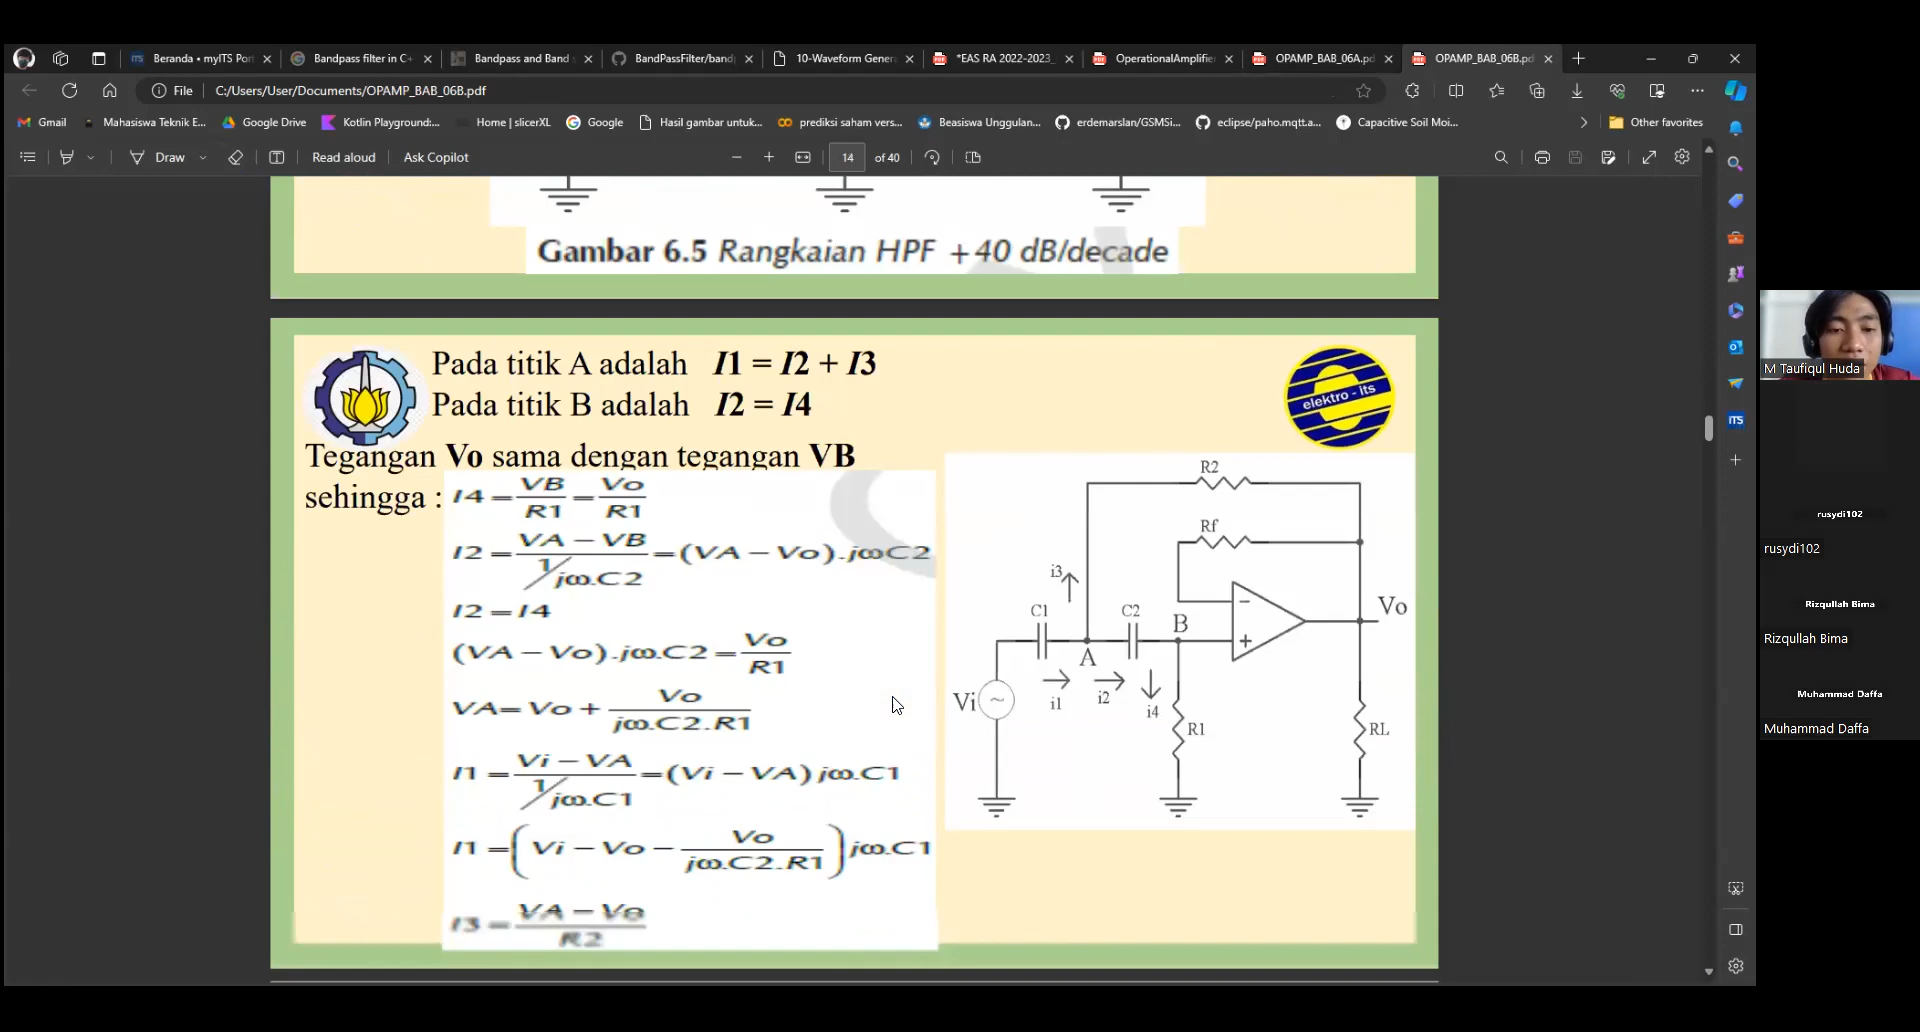 Beranda • myITS Por
Bandpass filter in C+
Bandpass and Band
BandPassFilter/band
10-Waveform Gener
*EAS RA 2022-2023_
OperationalAmplifie
OPAMP_BAB_06A.pd
OPAMP_BAB_06B.pd
File
C:/Users/User/Documents/OPAMP_BAB_06B.pdf
Gmail
Mahasiswa Teknik E...
Google Drive
Kotlin Playground:...
Home | slicerXL
Google
Hasil gambar untuk...
prediksi saham vers...
Beasiswa Unggulan...
erdemarslan/GSMSi...
eclipse/paho.mqtt.a...
Capacitive Soil Moi...
Other favorites
Draw
Read aloud
Ask Copilot
14
of 40
Gambar 6.5 Rangkaian HPF +40 dB/decade
Pada titik A adalah I1 = I2 + I3
Pada titik B adalah I2 = I4
Tegangan Vo sama dengan tegangan VB
sehingga :
I4 = VB/R1 = Vo/R1
I2 = (VA − VB)/(1/jω.C2) = (VA − Vo).jωC2
I2 = I4
(VA − Vo).jω.C2 = Vo/R1
VA = Vo + Vo/(jω.C2.R1)
I1 = (Vi − VA)/(1/jω.C1) = (Vi − VA) jω.C1
I1 = (Vi − Vo − Vo/(jω.C2.R1)) jω.C1
I3 = (VA − Vo)/R2
elektro - its
R2
Rf
i3
C1
C2
B
A
−
+
Vo
Vi
~
i1
i2
i4
R1
RL
ITS
M Taufiqul Huda
rusydi102
rusydi102
Rizqullah Bima
Rizqullah Bima
Muhammad Daffa
Muhammad Daffa